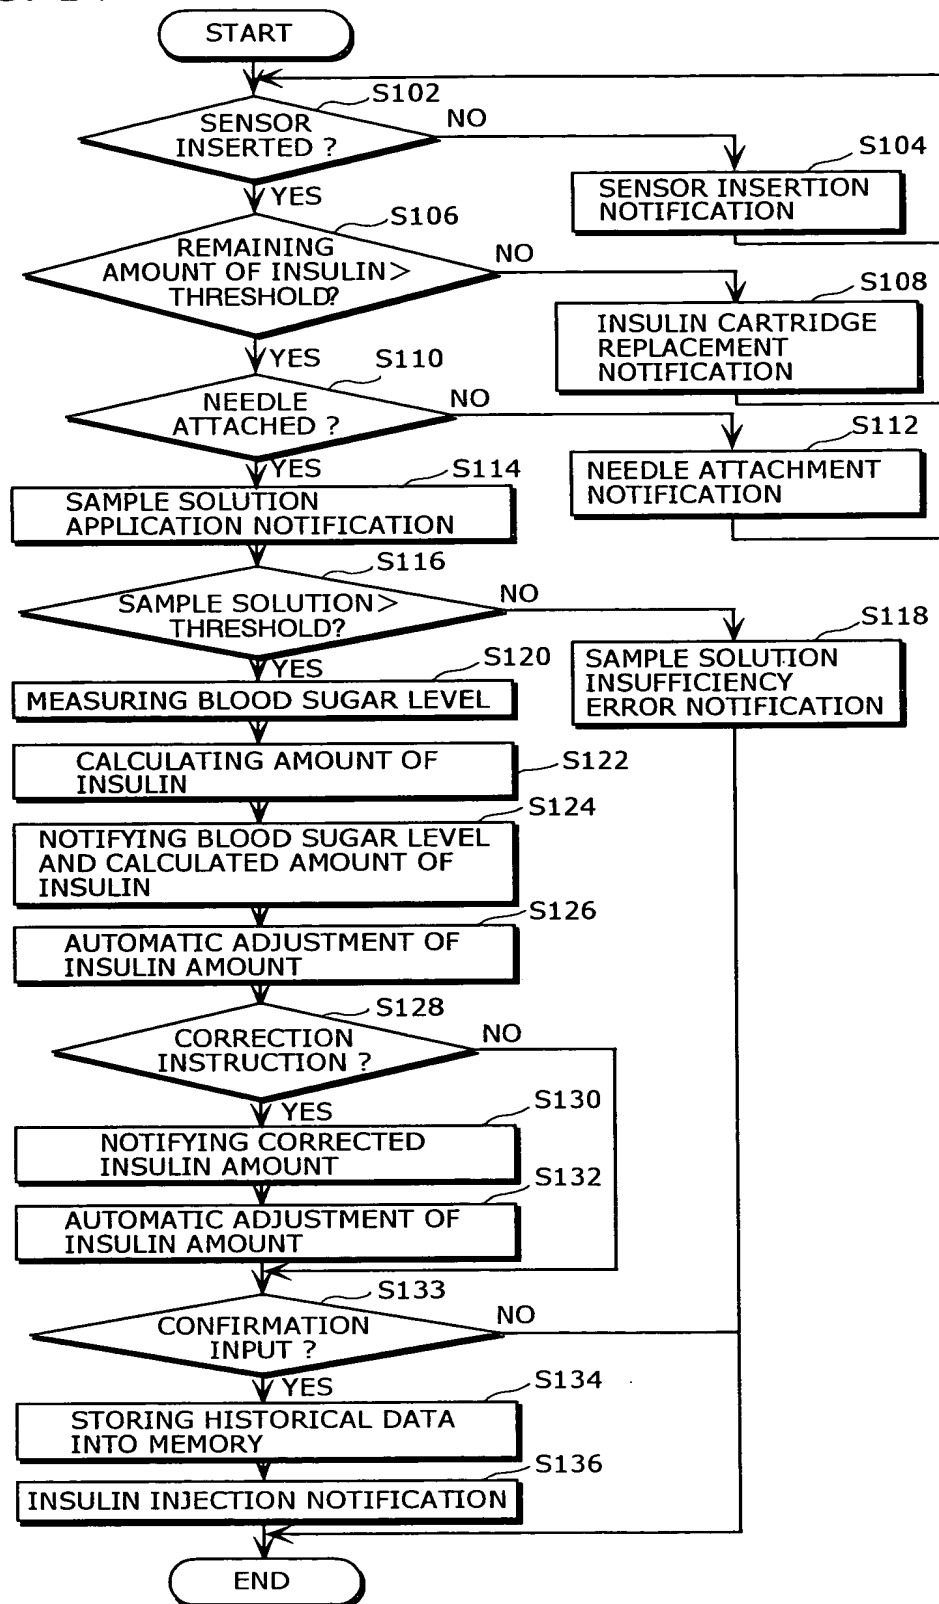 START
S102
SENSOR
INSERTED ?
NO
YES
S104
SENSOR INSERTION
NOTIFICATION
S106
REMAINING
AMOUNT OF INSULIN>
THRESHOLD?
NO
YES
S108
INSULIN CARTRIDGE
REPLACEMENT
NOTIFICATION
S110
NEEDLE
ATTACHED ?
NO
YES
S112
NEEDLE ATTACHMENT
NOTIFICATION
S114
SAMPLE SOLUTION
APPLICATION NOTIFICATION
S116
SAMPLE SOLUTION>
THRESHOLD?
NO
YES
S118
SAMPLE SOLUTION
INSUFFICIENCY
ERROR NOTIFICATION
S120
MEASURING BLOOD SUGAR LEVEL
CALCULATING AMOUNT OF
INSULIN
S122
S124
NOTIFYING BLOOD SUGAR LEVEL
AND CALCULATED AMOUNT OF
INSULIN
S126
AUTOMATIC ADJUSTMENT OF
INSULIN AMOUNT
S128
CORRECTION
INSTRUCTION ?
NO
YES
S130
NOTIFYING CORRECTED
INSULIN AMOUNT
S132
AUTOMATIC ADJUSTMENT OF
INSULIN AMOUNT
S133
CONFIRMATION
INPUT ?
NO
YES
S134
STORING HISTORICAL DATA
INTO MEMORY
S136
INSULIN INJECTION NOTIFICATION
END